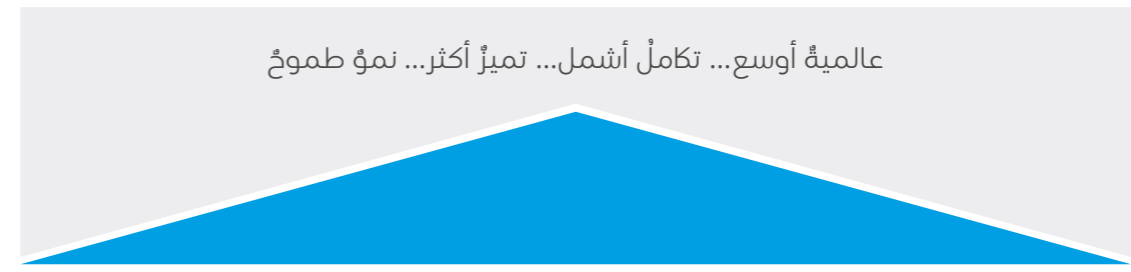 عالميةٌ أوسع... تكاملٌ أشمل... تميزٌ أكثر... نموٌ طموحٌ